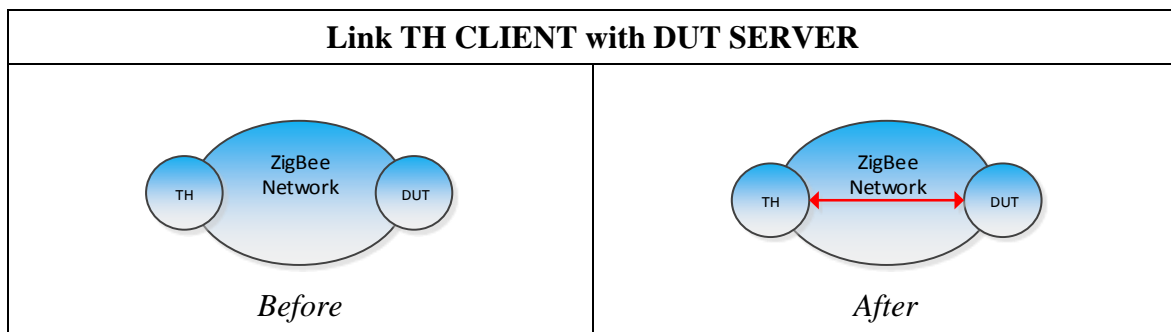 Link TH CLIENT with DUT SERVER
ZigBee
Network
TH
DUT
Before
ZigBee
Network
TH
DUT
After